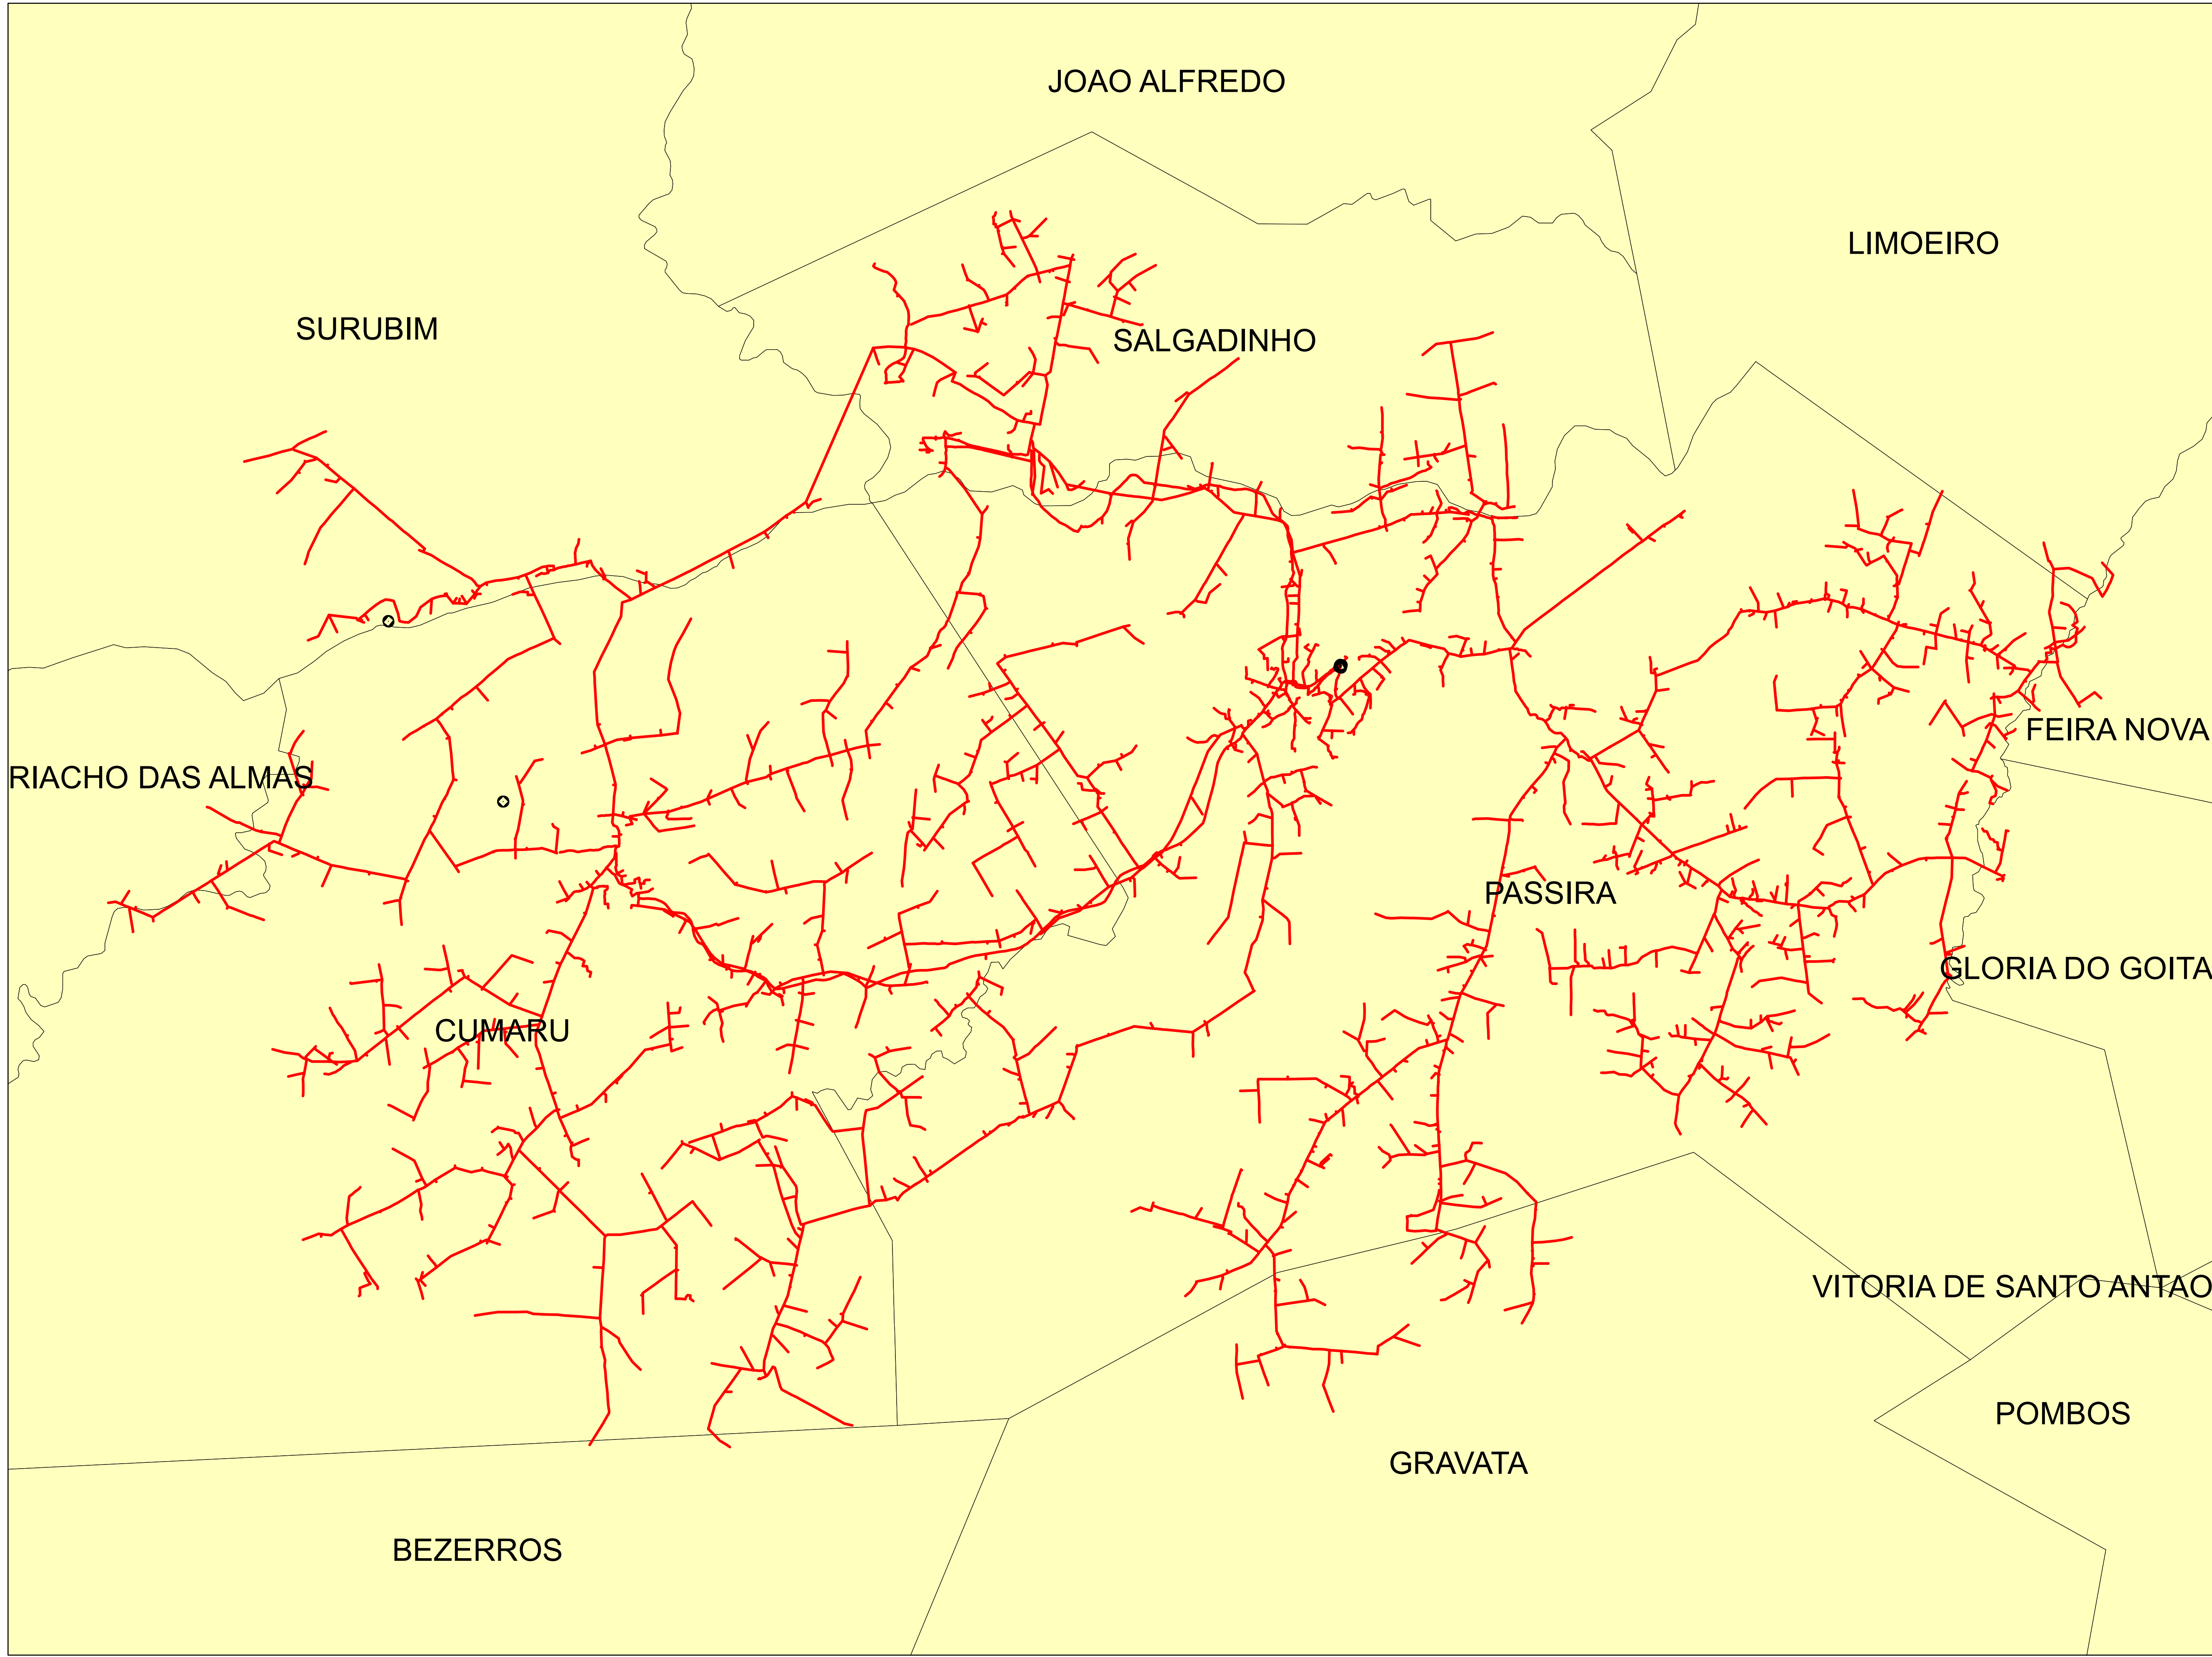 JOAO ALFREDO
LIMOEIRO
SURUBIM
SALGADINHO
FEIRA NOVA
RIACHO DAS ALMAS
PASSIRA
GLORIA DO GOITA
CUMARU
VITORIA DE SANTO ANTAO
POMBOS
GRAVATA
BEZERROS